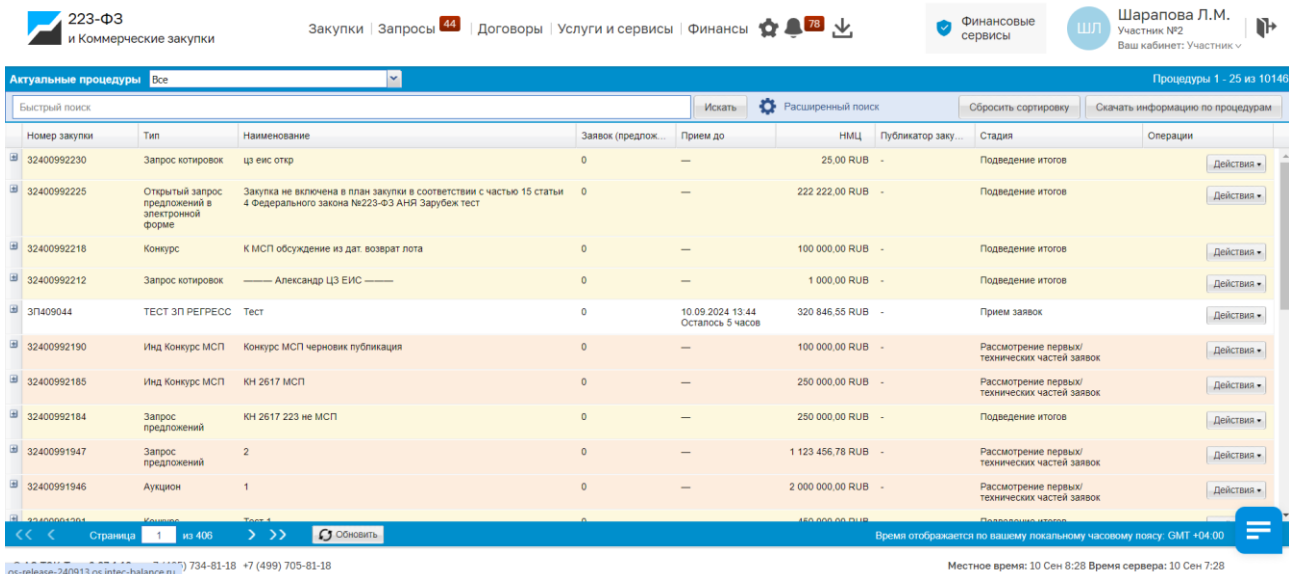 223-ФЗ
и Коммерческие закупки
Закупки | Запросы 44 | Договоры | Услуги и сервисы | Финансы 78
Финансовые
сервисы
ШЛ
Шарапова Л.М.
Участник №2
Ваш кабинет: Участник
Актуальные процедуры Все Процедуры 1 - 25 из 10146
Быстрый поиск Искать Расширенный поиск Сбросить сортировку Скачать информацию по процедурам
Номер закупки Тип Наименование Заявок (предлож... Прием до НМЦ Публикатор заку... Стадия Операции
32400992230 Запрос котировок цз еис откр 0 — 25,00 RUB - Подведение итогов Действия
32400992225 Открытый запрос Закупка не включена в план закупки в соответствии с частью 15 статьи 0 — 222 222,00 RUB - Подведение итогов Действия
предложений в 4 Федерального закона №223-ФЗ АНЯ Зарубеж тест
электронной
форме
32400992218 Конкурс К МСП обсуждение из дат. возврат лота 0 — 100 000,00 RUB - Подведение итогов Действия
32400992212 Запрос котировок ——— Александр ЦЗ ЕИС ——— 0 — 1 000,00 RUB - Подведение итогов Действия
ЗП409044 ТЕСТ ЗП РЕГРЕСС Тест 0 10.09.2024 13:44 320 846,55 RUB - Прием заявок Действия
Осталось 5 часов
32400992190 Инд Конкурс МСП Конкурс МСП черновик публикация 0 — 100 000,00 RUB - Рассмотрение первых/ Действия
технических частей заявок
32400992185 Инд Конкурс МСП КН 2617 МСП 0 — 250 000,00 RUB - Рассмотрение первых/ Действия
технических частей заявок
32400992184 Запрос КН 2617 223 не МСП 0 — 250 000,00 RUB - Подведение итогов Действия
предложений
32400991947 Запрос 2 0 — 1 123 456,78 RUB - Рассмотрение первых/ Действия
предложений технических частей заявок
32400991946 Аукцион 1 0 — 2 000 000,00 RUB - Рассмотрение первых/ Действия
технических частей заявок
Страница 1 из 406 Обновить Время отображается по вашему локальному часовому поясу: GMT +04:00
734-81-18 +7 (499) 705-81-18 Местное время: 10 Сен 8:28 Время сервера: 10 Сен 7:28
os-release-240913.os.intec-balance.ru